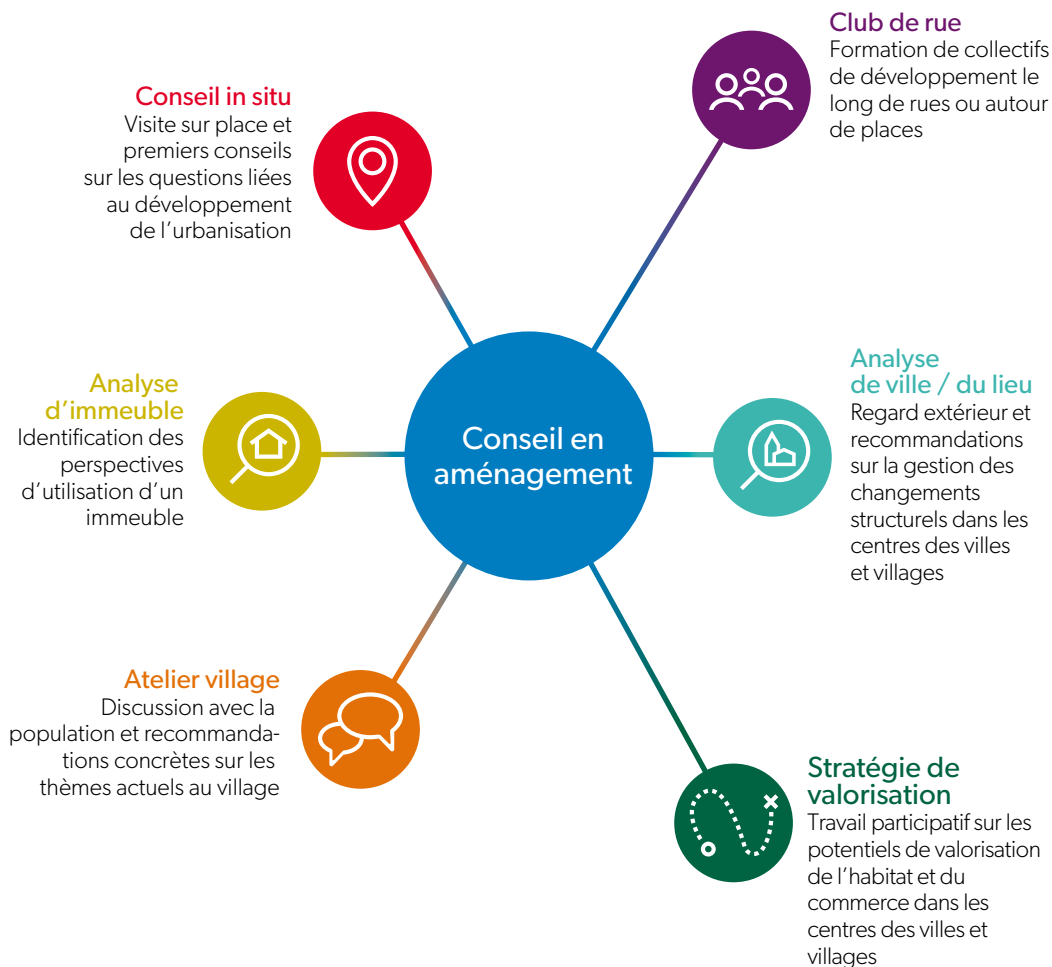 Club de rue
Formation de collectifs
de développement le
long de rues ou autour
de places
Conseil in situ
Visite sur place et
premiers conseils
sur les questions liées
au développement
de l’urbanisation
Analyse
d’immeuble
Identification des
perspectives
d’utilisation d’un
immeuble
Conseil en
aménagement
Analyse
de ville / du lieu
Regard extérieur et
recommandations
sur la gestion des
changements
structurels dans les
centres des villes
et villages
Atelier village
Discussion avec la
population et recommanda-
tions concrètes sur les
thèmes actuels au village
Stratégie de
valorisation
Travail participatif sur les
potentiels de valorisation
de l’habitat et du
commerce dans les
centres des villes et
villages